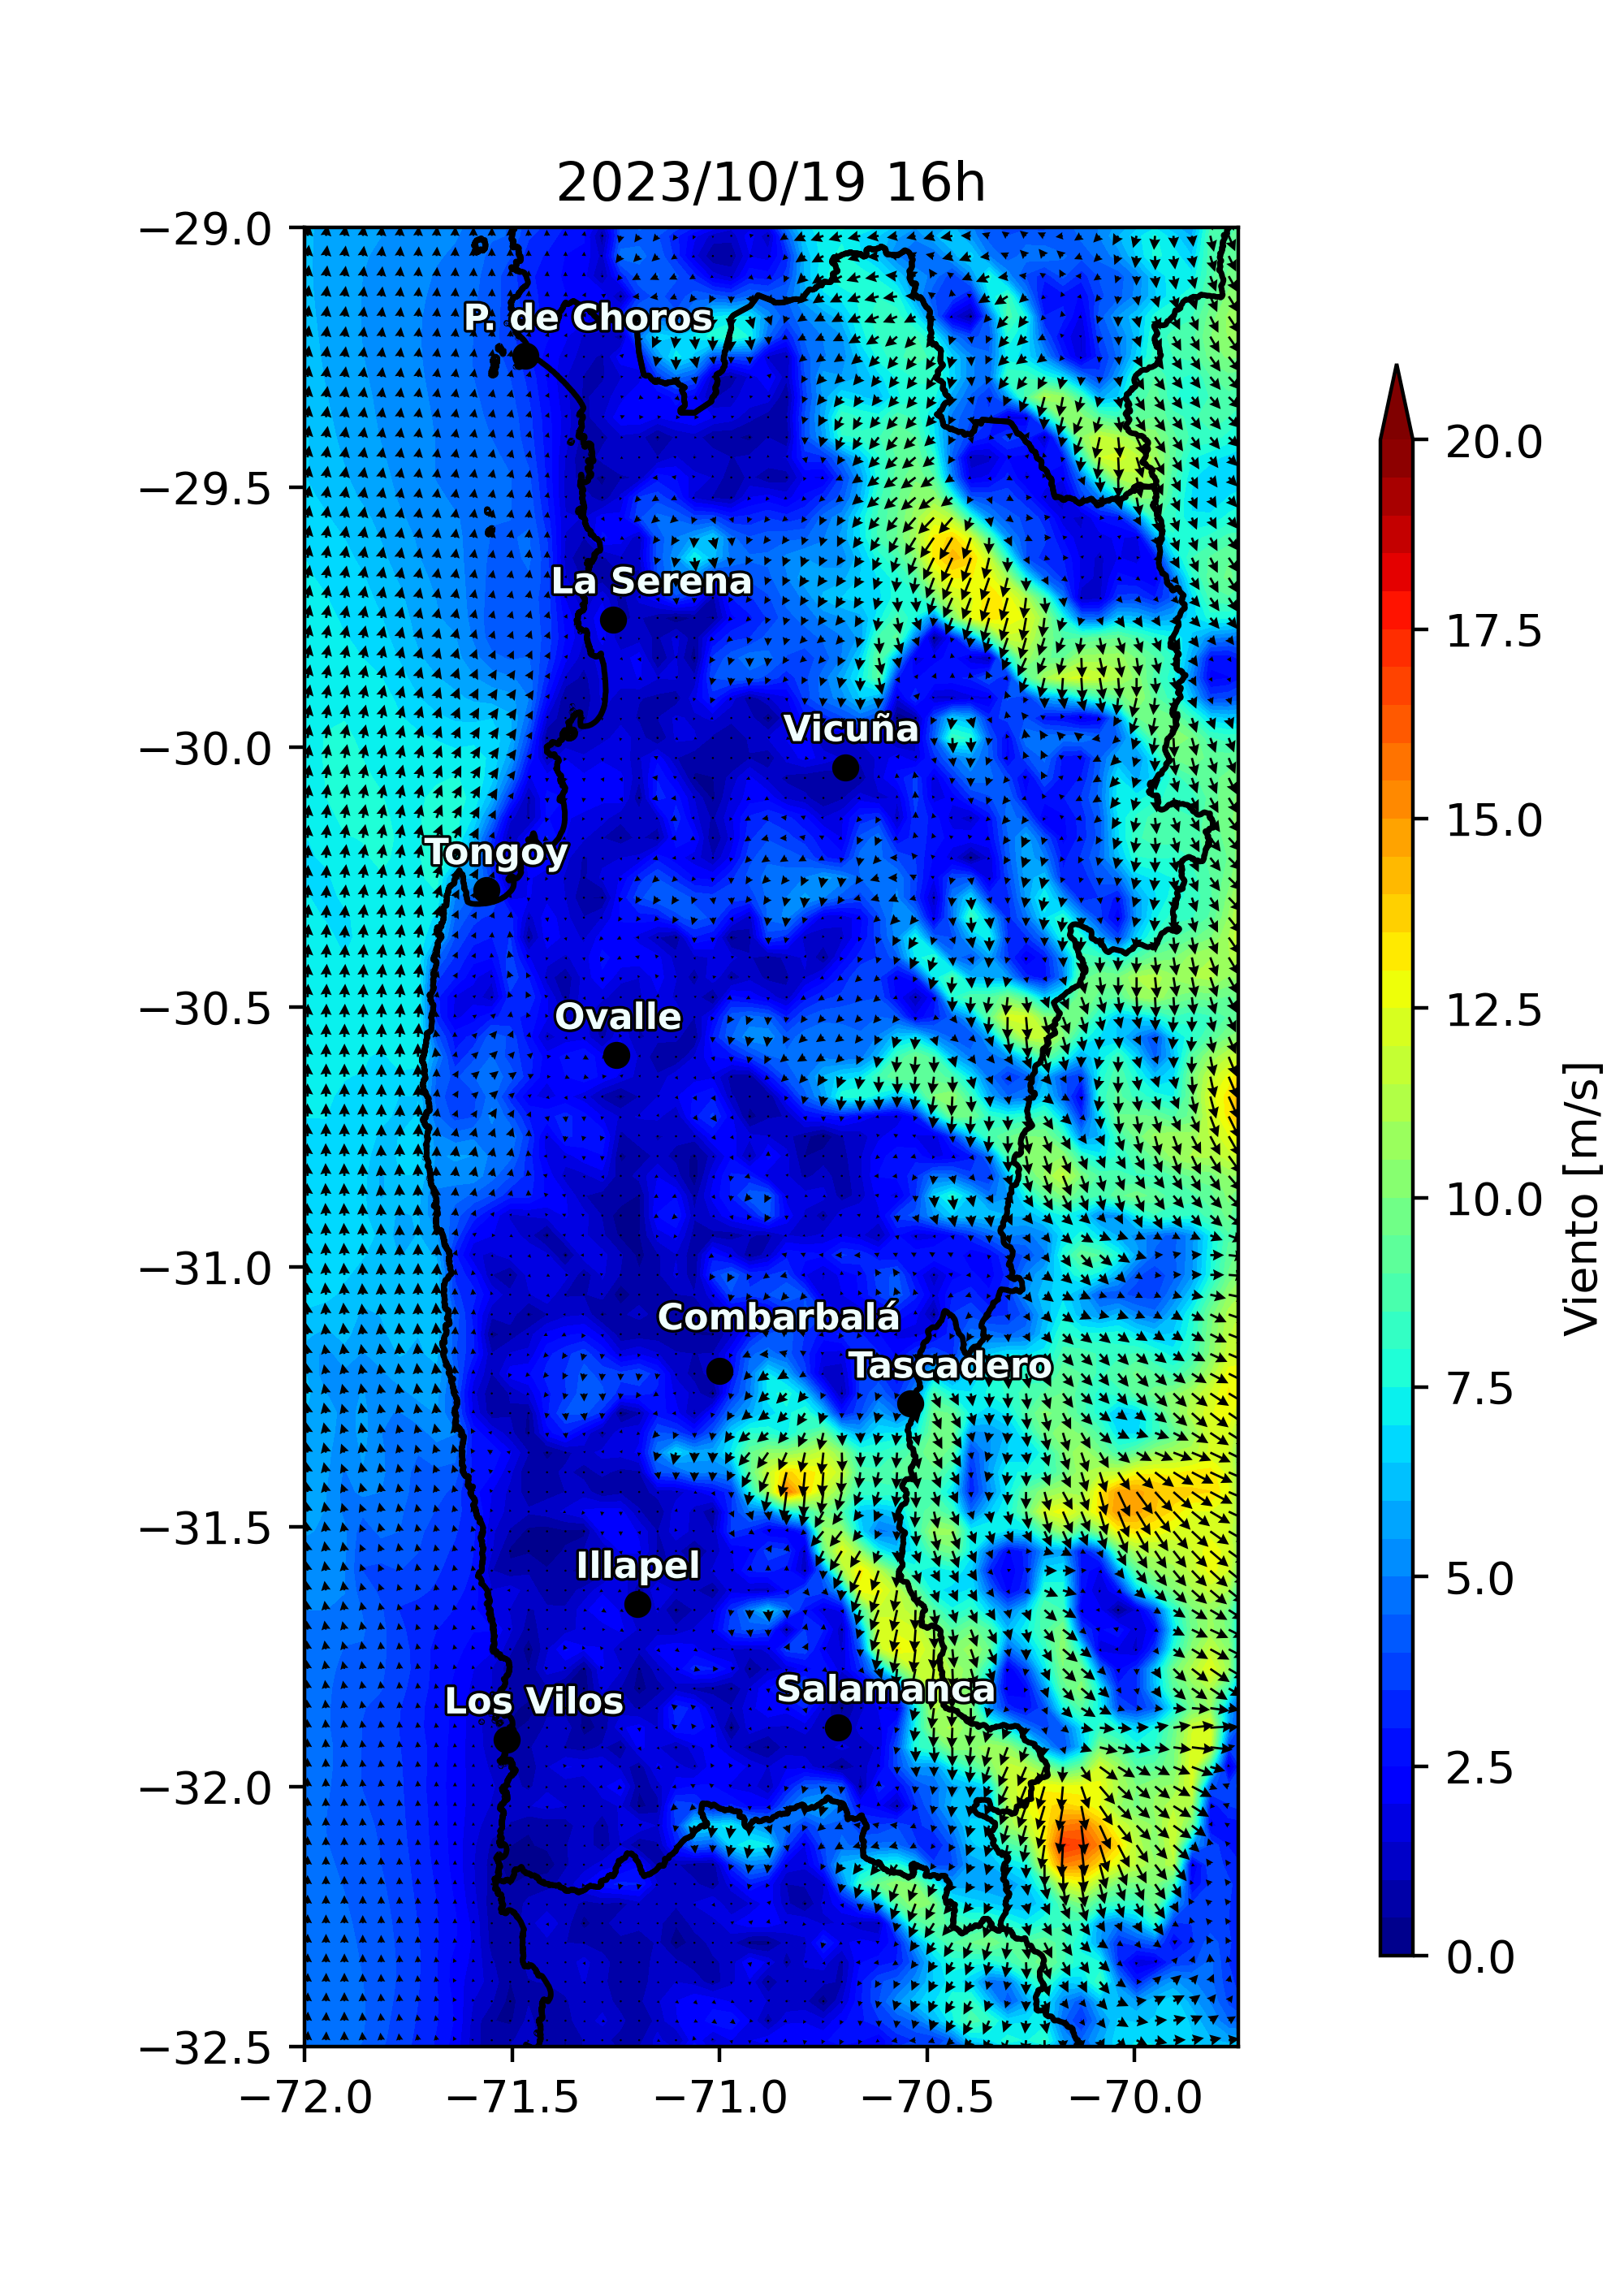 2023/10/19 16h
−29.0
−29.5
−30.0
−30.5
−31.0
−31.5
−32.0
−32.5
−72.0
−71.5
−71.0
−70.5
−70.0
P. de Choros
La Serena
Vicuña
Tongoy
Ovalle
Combarbalá
Tascadero
Illapel
Salamanca
Los Vilos
20.0
17.5
15.0
12.5
10.0
7.5
5.0
2.5
0.0
Viento [m/s]